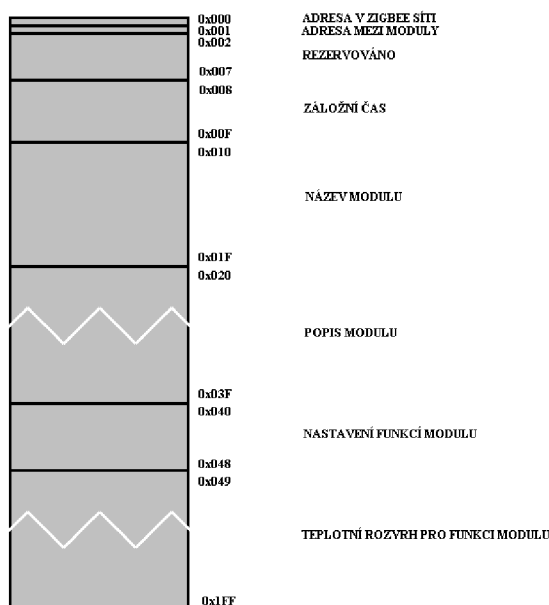 0x000 ADRESA V ZIGBEE SÍTI
0x001 ADRESA MEZI MODULY
0x002
REZERVOVÁNO
0x007
0x008
ZÁLOŽNÍ ČAS
0x00F
0x010
NÁZEV MODULU
0x01F
0x020
POPIS MODULU
0x03F
0x040
NASTAVENÍ FUNKCÍ MODULU
0x048
0x049
TEPLOTNÍ ROZVRH PRO FUNKCI MODULU
0x1FF